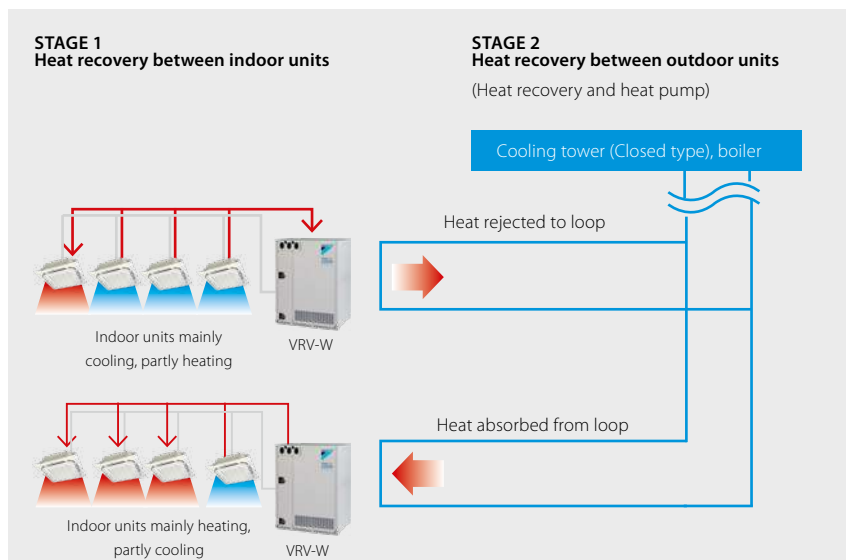 STAGE 1
Heat recovery between indoor units
STAGE 2
Heat recovery between outdoor units
(Heat recovery and heat pump)
Cooling tower (Closed type), boiler
Heat rejected to loop
Indoor units mainly
cooling, partly heating
VRV-W
Heat absorbed from loop
Indoor units mainly heating,
partly cooling
VRV-W